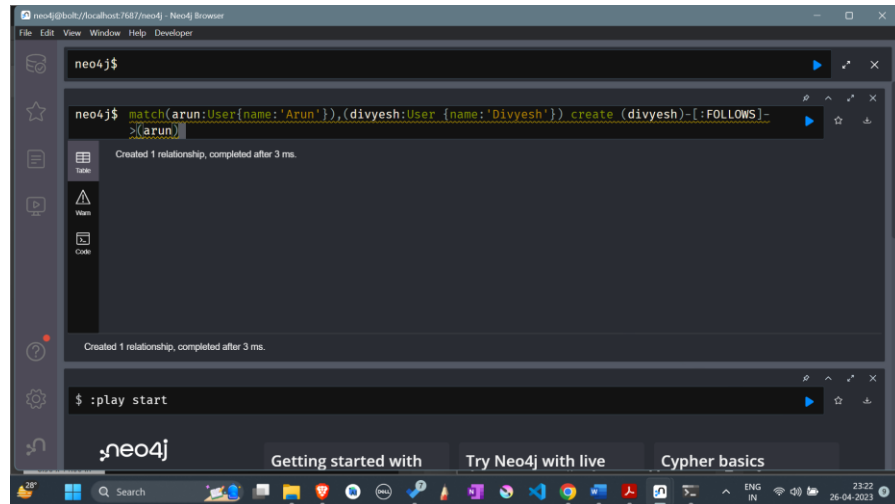 neo4j@bolt://localhost:7687/neo4j - Neo4j Browser
File Edit View Window Help Developer
neo4j$
neo4j$ match(arun:User{name:'Arun'}),(divyesh:User {name:'Divyesh'}) create (divyesh)-[:FOLLOWS]-
>(arun)
Table
Created 1 relationship, completed after 3 ms.
Warn
Code
Created 1 relationship, completed after 3 ms.
$ :play start
:neo4j
Getting started with
Try Neo4j with live
Cypher basics
28°
Search
DELL
ENG
IN
23:22
26-04-2023